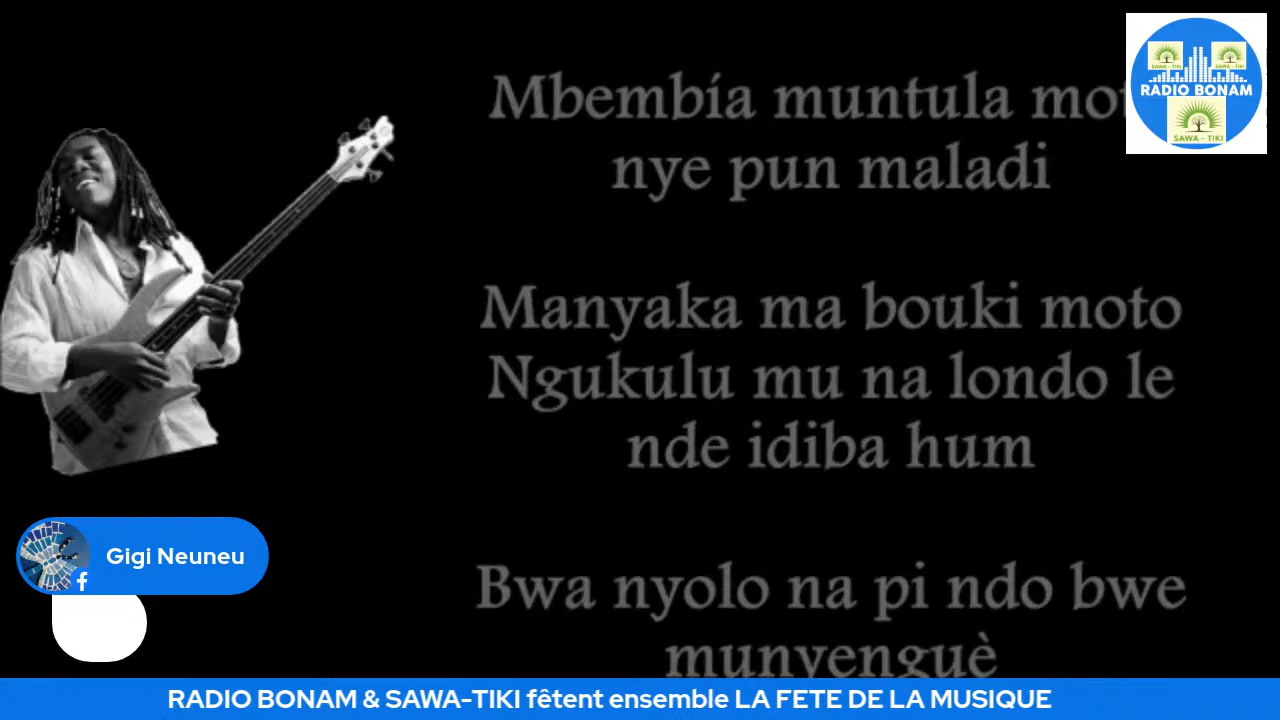 Mbembía muntula
nye pun maladi
Manyaka ma bouki moto
Ngukulu mu na londo le
nde idiba hum
Bwa nyolo na pi ndo bwe
munyenguè
SAWA - TIKI
SAWA - TIKI
RADIO BONAM
SAWA - TIKI
Gigi Neuneu
RADIO BONAM & SAWA-TIKI fêtent ensemble LA FETE DE LA MUSIQUE